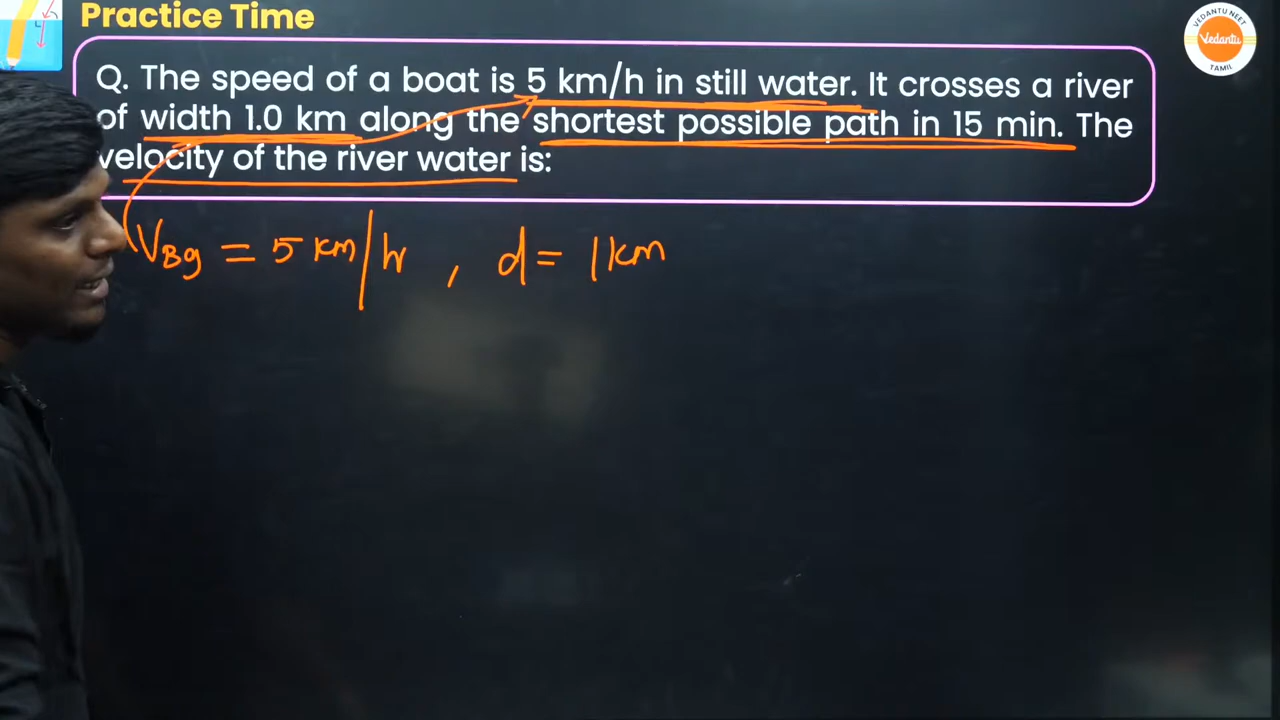 Practice Time
VEDANTU NEET
Vedantu
TAMIL
Q. The speed of a boat is 5 km/h in still water. It crosses a river
of width 1.0 km along the shortest possible path in 15 min. The
velocity of the river water is:
VBg = 5 km/hr , d = 1km